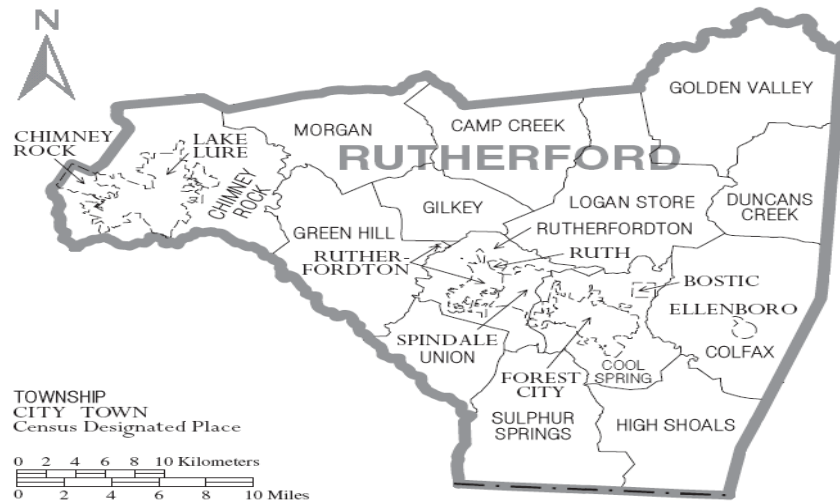 N
GOLDEN VALLEY
CHIMNEY
ROCK
LAKE
LURE
MORGAN
CAMP CREEK
RUTHERFORD
CHIMNEY
ROCK
GILKEY
LOGAN STORE
DUNCANS
CREEK
GREEN HILL
RUTHERFORDTON
RUTHER-
FORDTON
RUTH
BOSTIC
ELLENBORO
SPINDALE
UNION
COLFAX
FOREST
CITY
COOL
SPRING
SULPHUR
SPRINGS
HIGH SHOALS
TOWNSHIP
CITY TOWN
Census Designated Place
0 2 4 6 8 10 Kilometers
0 2 4 6 8 10 Miles